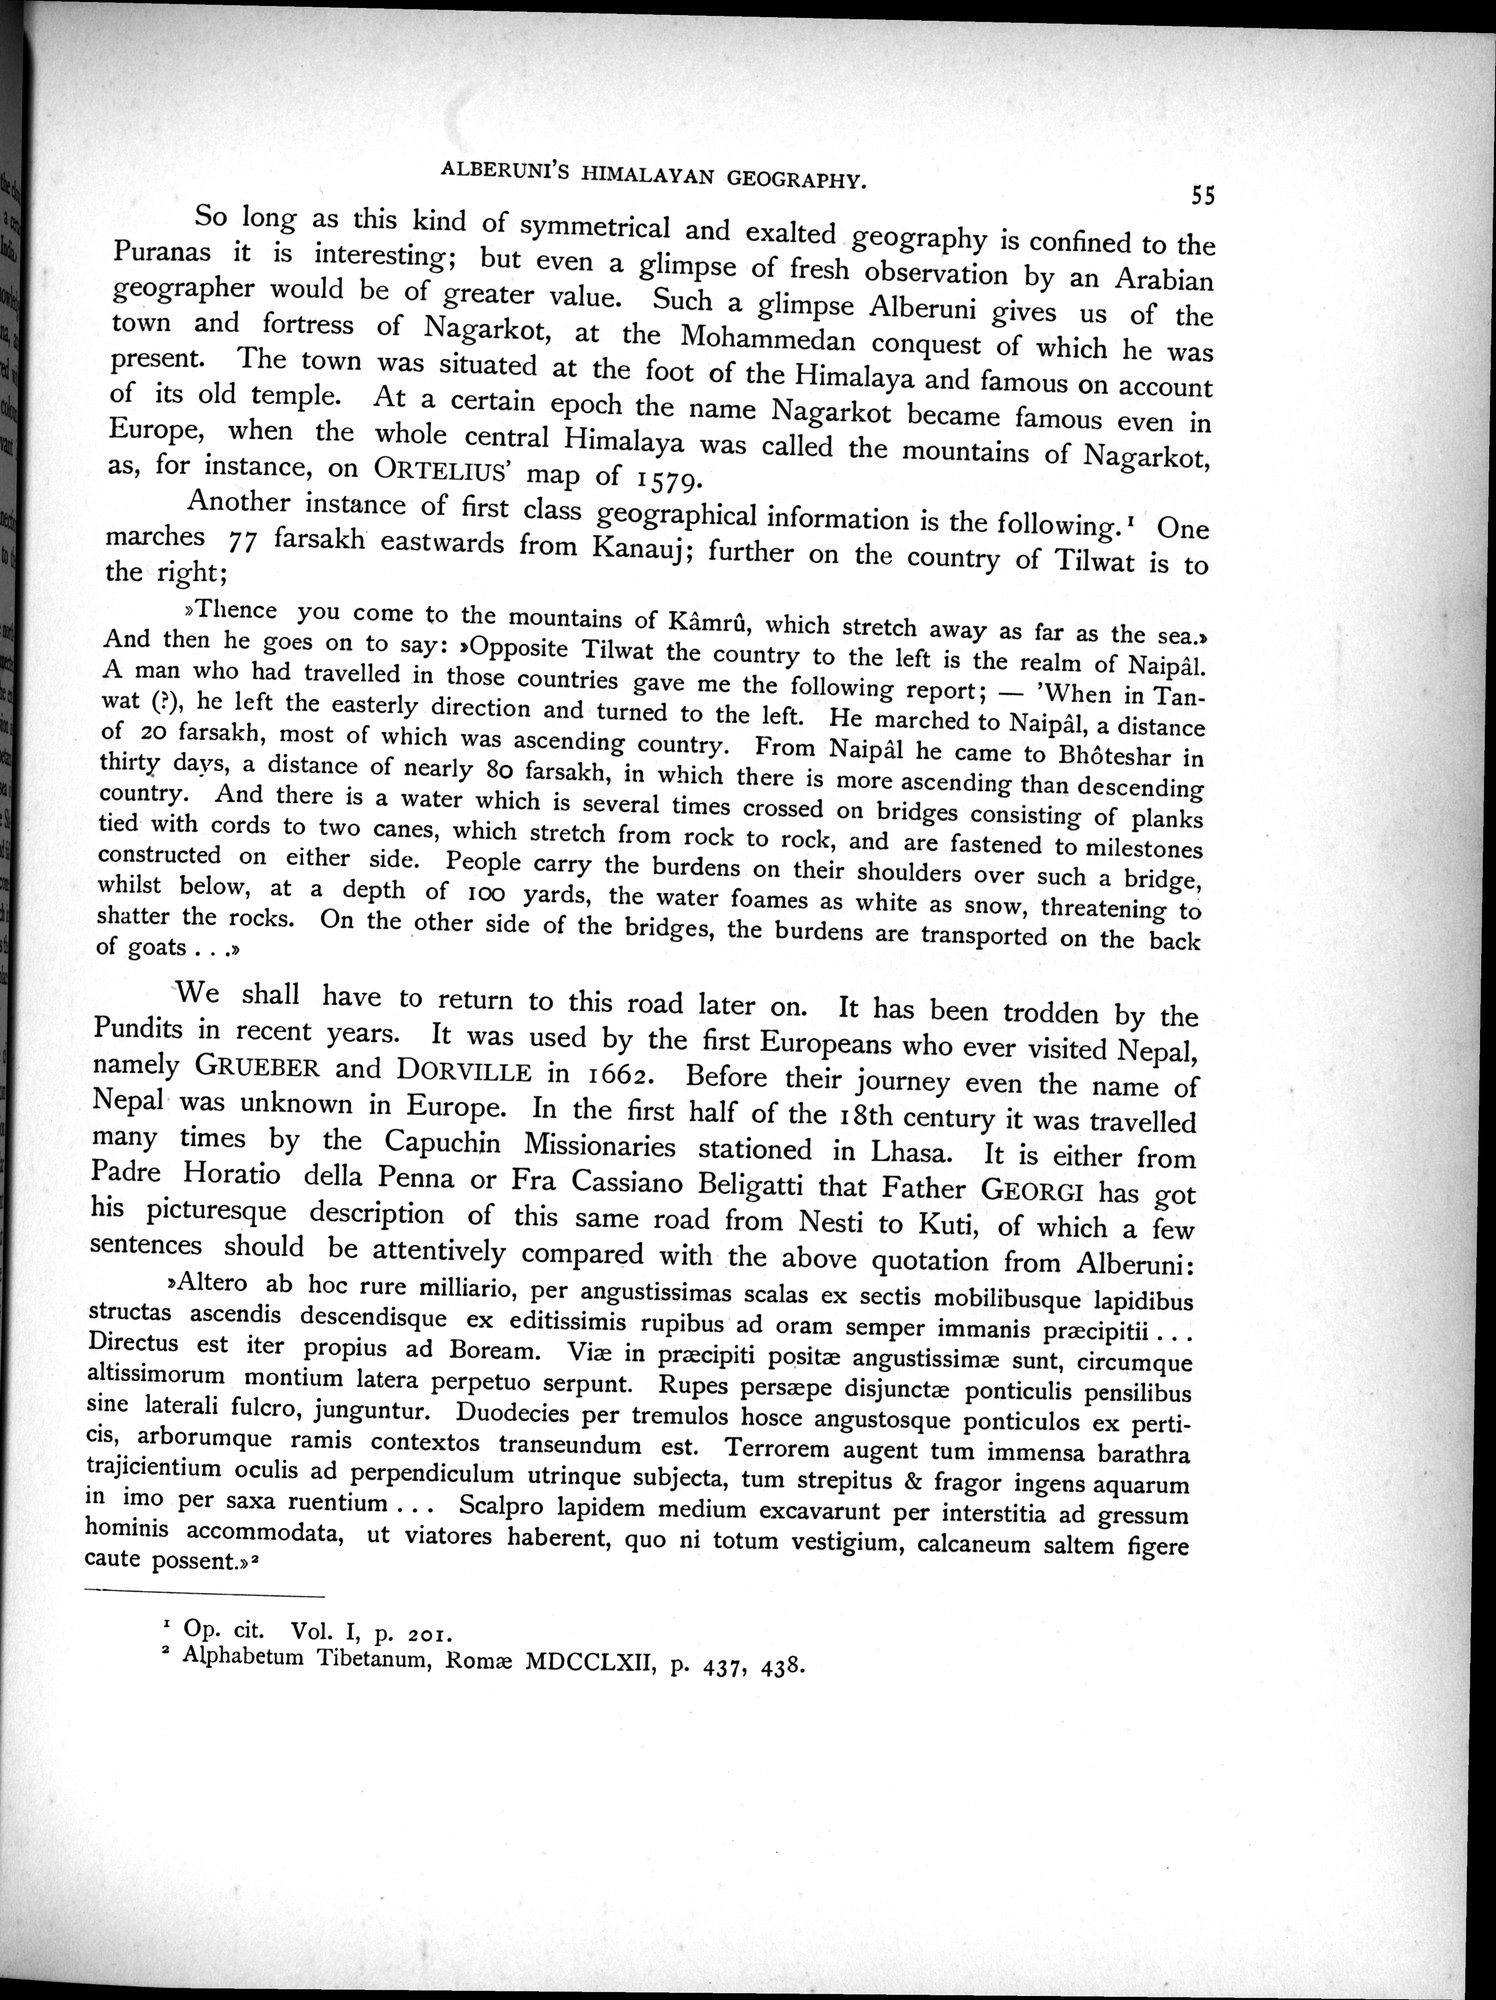 ALBERUNI'S HIMALAYAN GEOGRAPHY.
55
So long as this kind of symmetrical and exalted geography is confined to the
Puranas it is interesting; but even a glimpse of fresh observation by an Arabian
geographer would be of greater value. Such a glimpse Alberuni gives us of the
town and fortress of Nagarkot, at the Mohammedan conquest of which he was
present. The town was situated at the foot of the Himalaya and famous on account
of its old temple. At a certain epoch the name Nagarkot became famous even in
Europe, when the whole central Himalaya was called the mountains of Nagarkot,
as, for instance, on ORTELIUS' map of 1579.
Another instance of first class geographical information is the following.¹ One
marches 77 farsakh eastwards from Kanauj; further on the country of Tilwat is to
the right;
»Thence you come to the mountains of Kâmrû, which stretch away as far as the sea.»
And then he goes on to say: »Opposite Tilwat the country to the left is the realm of Naipâl.
A man who had travelled in those countries gave me the following report; — 'When in Tan-
wat (?), he left the easterly direction and turned to the left. He marched to Naipâl, a distance
of 20 farsakh, most of which was ascending country. From Naipâl he came to Bhôteshar in
thirty days, a distance of nearly 80 farsakh, in which there is more ascending than descending
country. And there is a water which is several times crossed on bridges consisting of planks
tied with cords to two canes, which stretch from rock to rock, and are fastened to milestones
constructed on either side. People carry the burdens on their shoulders over such a bridge,
whilst below, at a depth of 100 yards, the water foames as white as snow, threatening to
shatter the rocks. On the other side of the bridges, the burdens are transported on the back
of goats . . .»
We shall have to return to this road later on. It has been trodden by the
Pundits in recent years. It was used by the first Europeans who ever visited Nepal,
namely GRUEBER and DORVILLE in 1662. Before their journey even the name of
Nepal was unknown in Europe. In the first half of the 18th century it was travelled
many times by the Capuchin Missionaries stationed in Lhasa. It is either from
Padre Horatio della Penna or Fra Cassiano Beligatti that Father GEORGI has got
his picturesque description of this same road from Nesti to Kuti, of which a few
sentences should be attentively compared with the above quotation from Alberuni:
»Altero ab hoc rure milliario, per angustissimas scalas ex sectis mobilibusque lapidibus
structas ascendis descendisque ex editissimis rupibus ad oram semper immanis præcipitii . . .
Directus est iter propius ad Boream. Viæ in præcipiti positæ angustissimæ sunt, circumque
altissimorum montium latera perpetuo serpunt. Rupes persæpe disjunctæ ponticulis pensilibus
sine laterali fulcro, junguntur. Duodecies per tremulos hosce angustosque ponticulos ex perti-
cis, arborumque ramis contextos transeundum est. Terrorem augent tum immensa barathra
trajicientium oculis ad perpendiculum utrinque subjecta, tum strepitus & fragor ingens aquarum
in imo per saxa ruentium . . . Scalpro lapidem medium excavarunt per interstitia ad gressum
hominis accommodata, ut viatores haberent, quo ni totum vestigium, calcaneum saltem figere
caute possent.»²
¹ Op. cit. Vol. I, p. 201.
² Alphabetum Tibetanum, Romæ MDCCLXII, p. 437, 438.